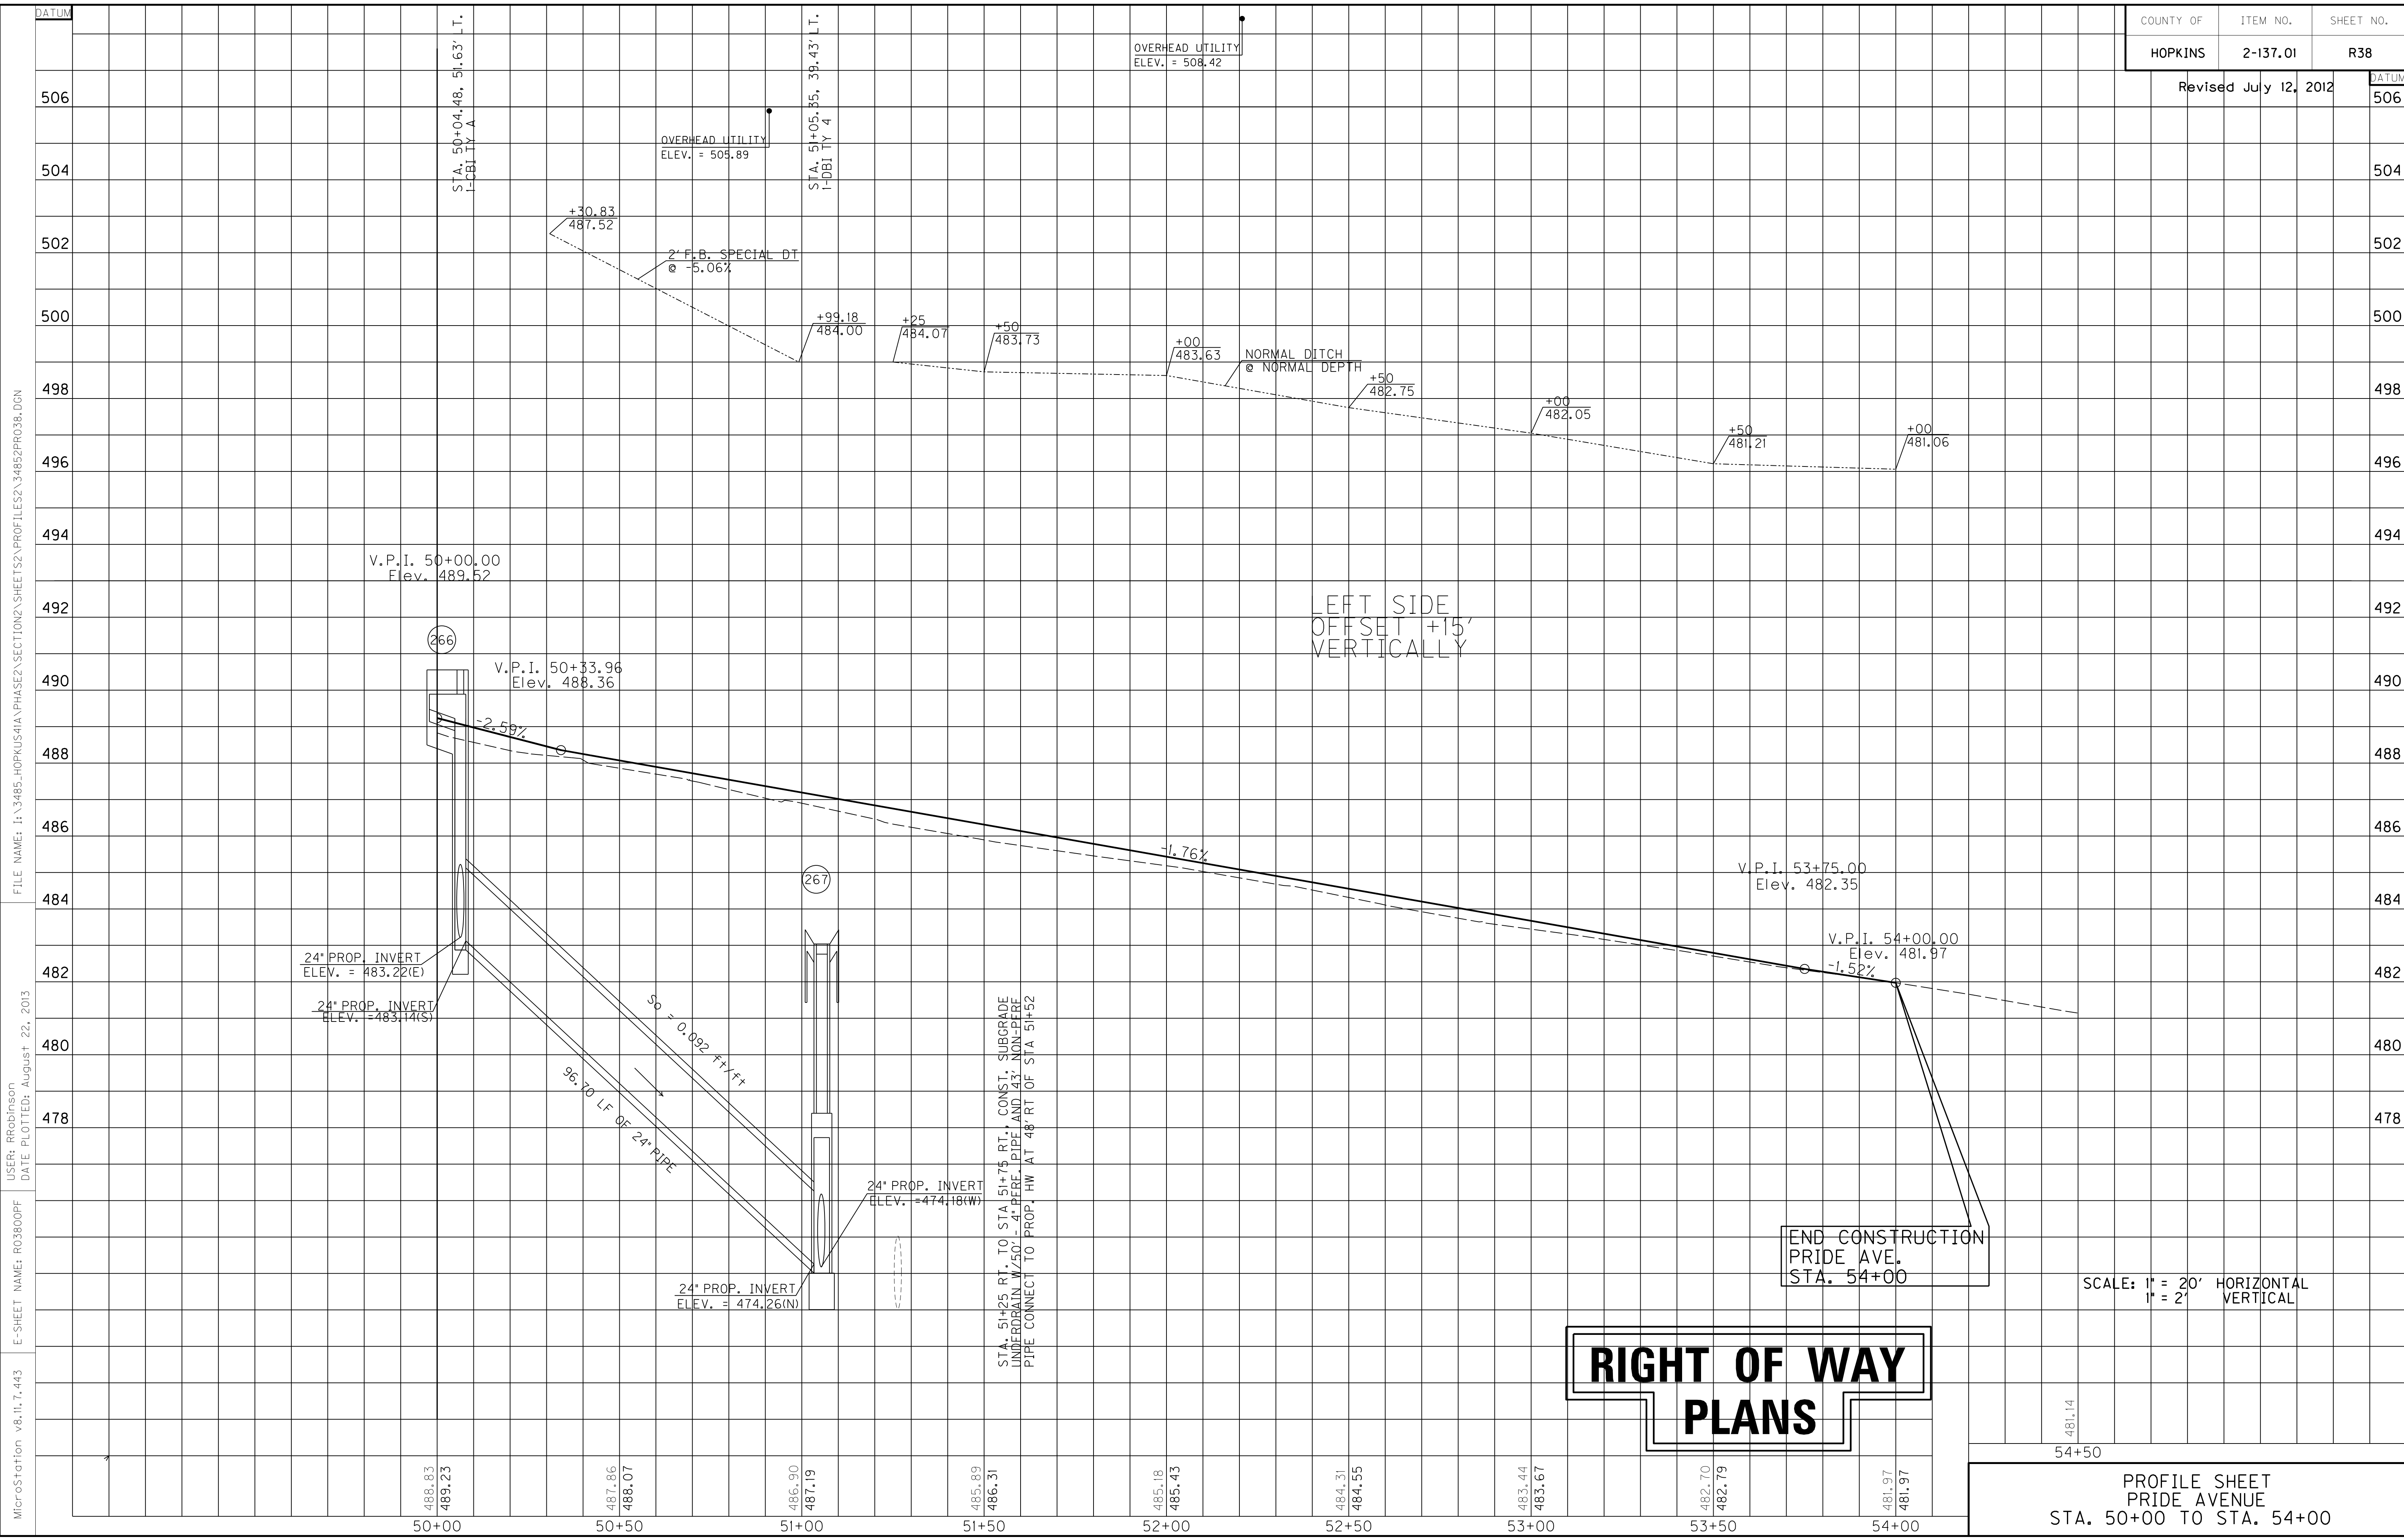 DATUM
COUNTY OF ITEM NO. SHEET NO.
HOPKINS 2-137.01 R38
Revised July 12, 2012
DATUM
506
504
502
500
498
496
494
492
490
488
486
484
482
480
478
506
504
502
500
498
496
494
492
490
488
486
484
482
480
478
STA. 50+04.48, 51.63' LT.
1-CBI TY A
STA. 51+05.35, 39.43' LT.
1-DBI TY 4
OVERHEAD UTILITY
ELEV. = 508.42
OVERHEAD UTILITY
ELEV. = 505.89
+30.83
487.52
2' F.B. SPECIAL DT
@ -5.06%
+99.18
484.00
+25
484.07
+50
483.73
+00
483.63
NORMAL DITCH
@ NORMAL DEPTH
+50
482.75
+00
482.05
+50
481.21
+00
481.06
V.P.I. 50+00.00
Elev. 489.52
LEFT SIDE
OFFSET +15'
VERTICALLY
266
V.P.I. 50+33.96
Elev. 488.36
-2.59%
-1.76%
267
V.P.I. 53+75.00
Elev. 482.35
V.P.I. 54+00.00
Elev. 481.97
-1.52%
24" PROP. INVERT
ELEV. = 483.22(E)
24" PROP. INVERT
ELEV. =483.14(S)
So = 0.092 ft/ft
96.70 LF OF 24" PIPE
24" PROP. INVERT
ELEV. =474.18(W)
24" PROP. INVERT
ELEV. = 474.26(N)
STA. 51+25 RT. TO STA 51+75 RT., CONST. SUBGRADE
UNDERDRAIN W/50' - 4" PERF. PIPE AND 43' NON-PERF
PIPE CONNECT TO PROP. HW AT 48' RT OF STA 51+52
END CONSTRUCTION
PRIDE AVE.
STA. 54+00
SCALE: 1" = 20' HORIZONTAL
1" = 2' VERTICAL
RIGHT OF WAY
PLANS
488.83
489.23
487.86
488.07
486.90
487.19
485.89
486.31
485.18
485.43
484.31
484.55
483.44
483.67
482.70
482.79
481.97
481.97
481.14
54+50
50+00 50+50 51+00 51+50 52+00 52+50 53+00 53+50 54+00
PROFILE SHEET
PRIDE AVENUE
STA. 50+00 TO STA. 54+00
FILE NAME: I:\3485_HOPKUS41A\PHASE2\SECTION2\SHEETS2\PROFILES2\34852PR038.DGN
USER: RRobinson
DATE PLOTTED: August 22, 2013
E-SHEET NAME: R03800PF
MicroStation v8.11.7.443